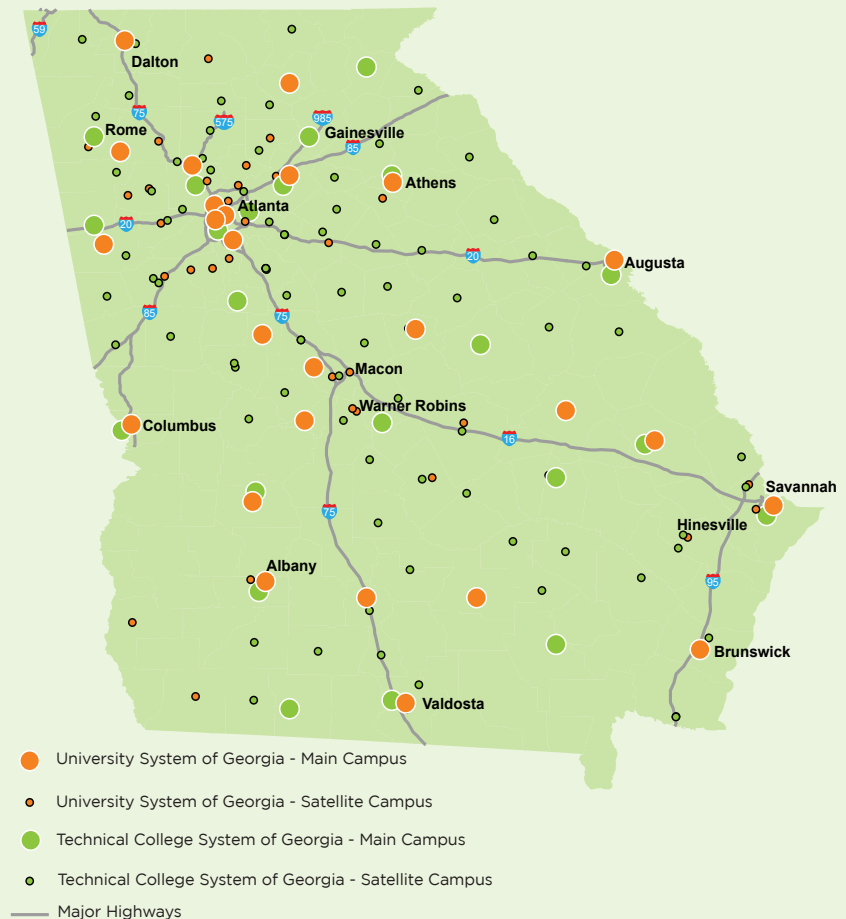 59
Dalton
75
575
985
Rome
Gainesville
85
Athens
Atlanta
20
20
Augusta
85
75
Macon
Warner Robins
Columbus
16
Savannah
75
Hinesville
Albany
95
Brunswick
Valdosta
University System of Georgia - Main Campus
University System of Georgia - Satellite Campus
Technical College System of Georgia - Main Campus
Technical College System of Georgia - Satellite Campus
Major Highways